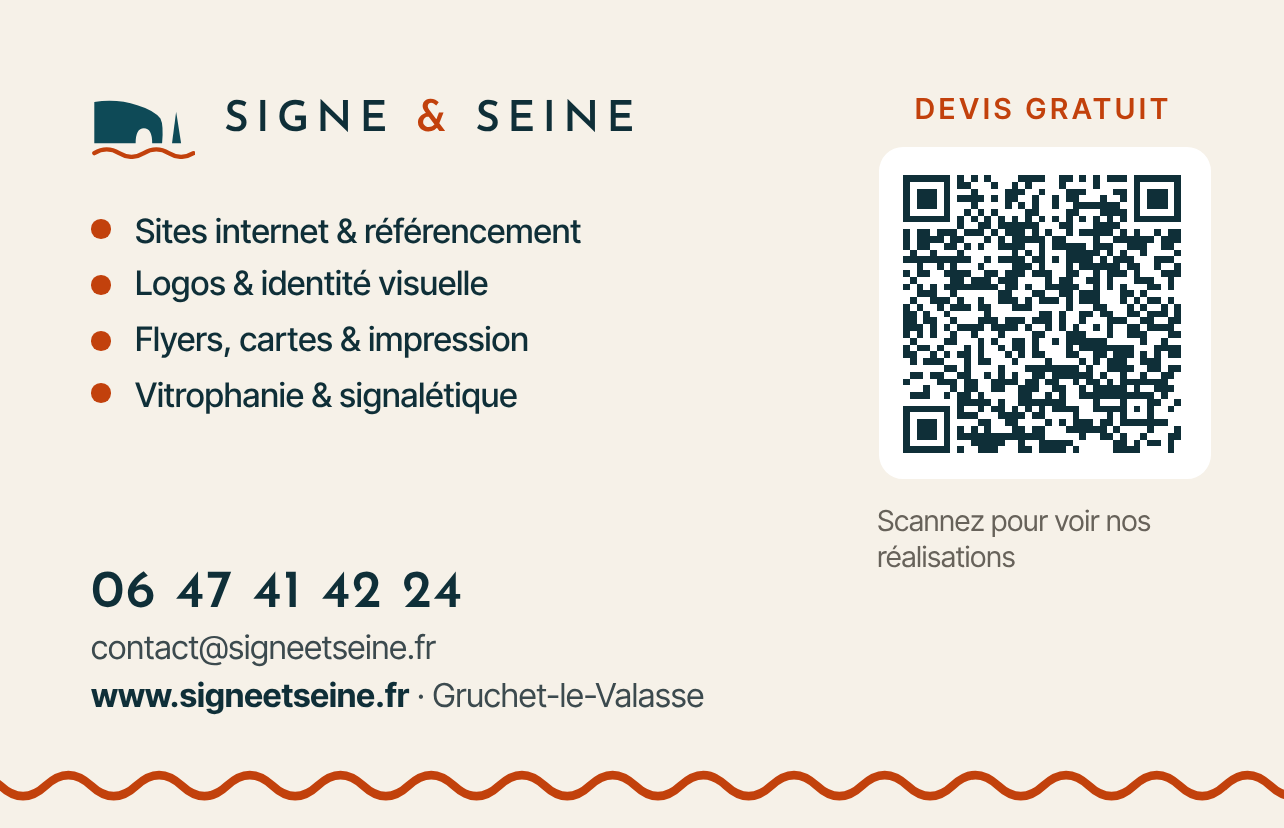 SIGNE & SEINE
Sites internet & référencement
Logos & identité visuelle
Flyers, cartes & impression
Vitrophanie & signalétique
06 47 41 42 24
contact@signeetseine.fr
www.signeetseine.fr · Gruchet-le-Valasse
DEVIS GRATUIT
Scannez pour voir nos
réalisations